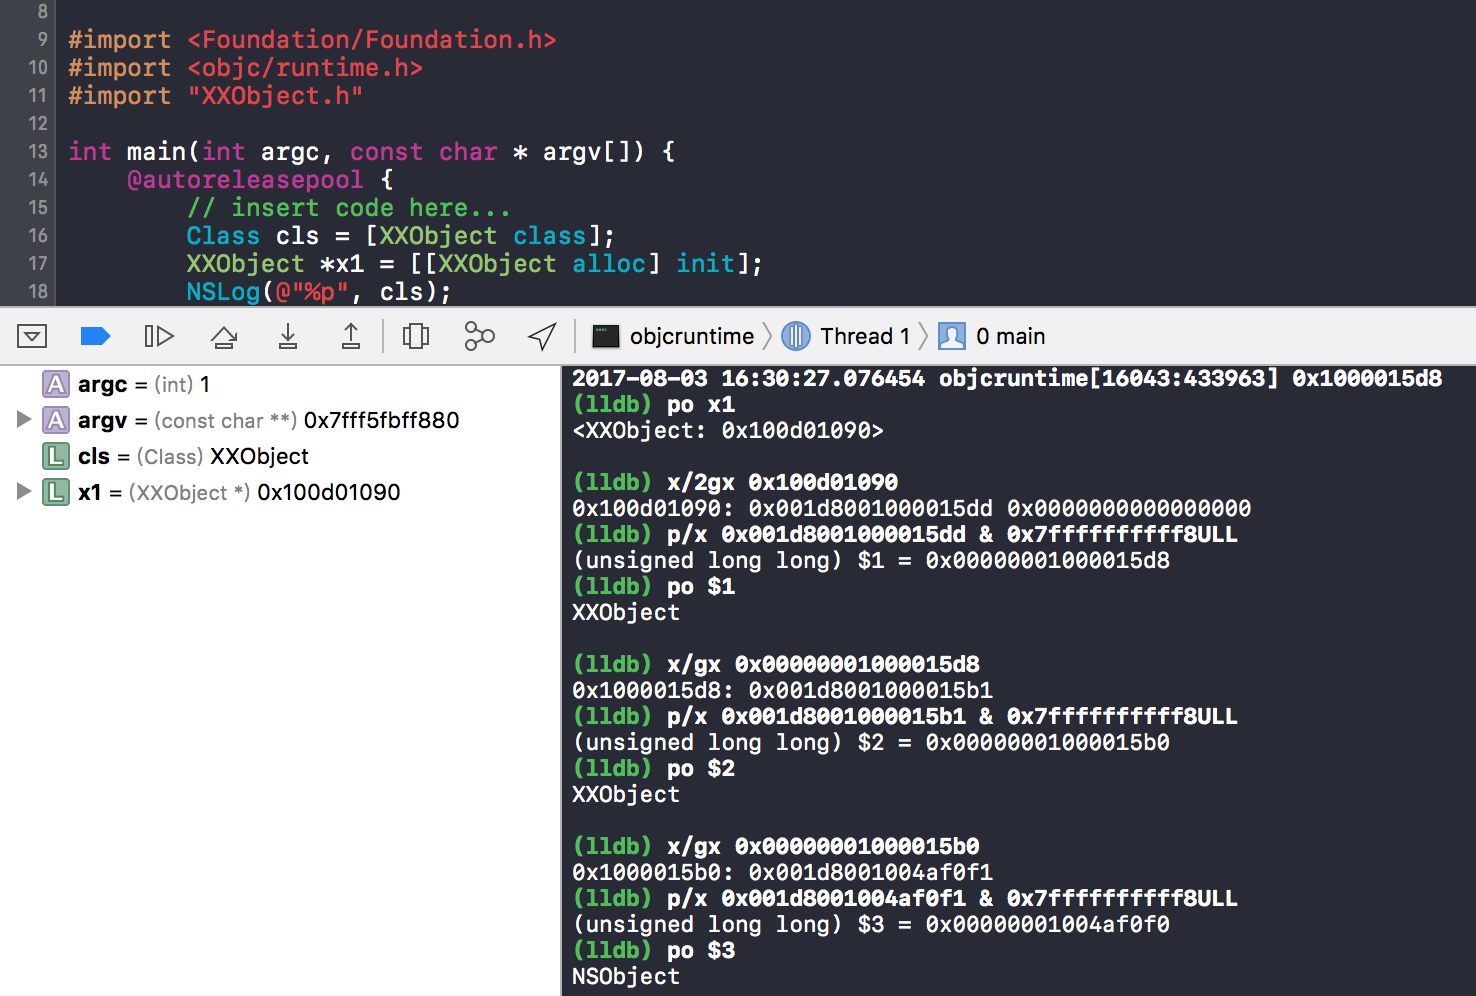 8
9 #import <Foundation/Foundation.h>
10 #import <objc/runtime.h>
11 #import "XXObject.h"
12
13 int main(int argc, const char * argv[]) {
14 @autoreleasepool {
15 // insert code here...
16 Class cls = [XXObject class];
17 XXObject *x1 = [[XXObject alloc] init];
18 NSLog(@"%p", cls);
objcruntime Thread 1 0 main
A argc = (int) 1
A argv = (const char **) 0x7fff5fbff880
L cls = (Class) XXObject
L x1 = (XXObject *) 0x100d01090
2017-08-03 16:30:27.076454 objcruntime[16043:433963] 0x1000015d8
(lldb) po x1
<XXObject: 0x100d01090>
(lldb) x/2gx 0x100d01090
0x100d01090: 0x001d8001000015dd 0x0000000000000000
(lldb) p/x 0x001d8001000015dd & 0x7ffffffffff8ULL
(unsigned long long) $1 = 0x00000001000015d8
(lldb) po $1
XXObject
(lldb) x/gx 0x00000001000015d8
0x1000015d8: 0x001d8001000015b1
(lldb) p/x 0x001d8001000015b1 & 0x7ffffffffff8ULL
(unsigned long long) $2 = 0x00000001000015b0
(lldb) po $2
XXObject
(lldb) x/gx 0x00000001000015b0
0x1000015b0: 0x001d8001004af0f1
(lldb) p/x 0x001d8001004af0f1 & 0x7ffffffffff8ULL
(unsigned long long) $3 = 0x00000001004af0f0
(lldb) po $3
NSObject